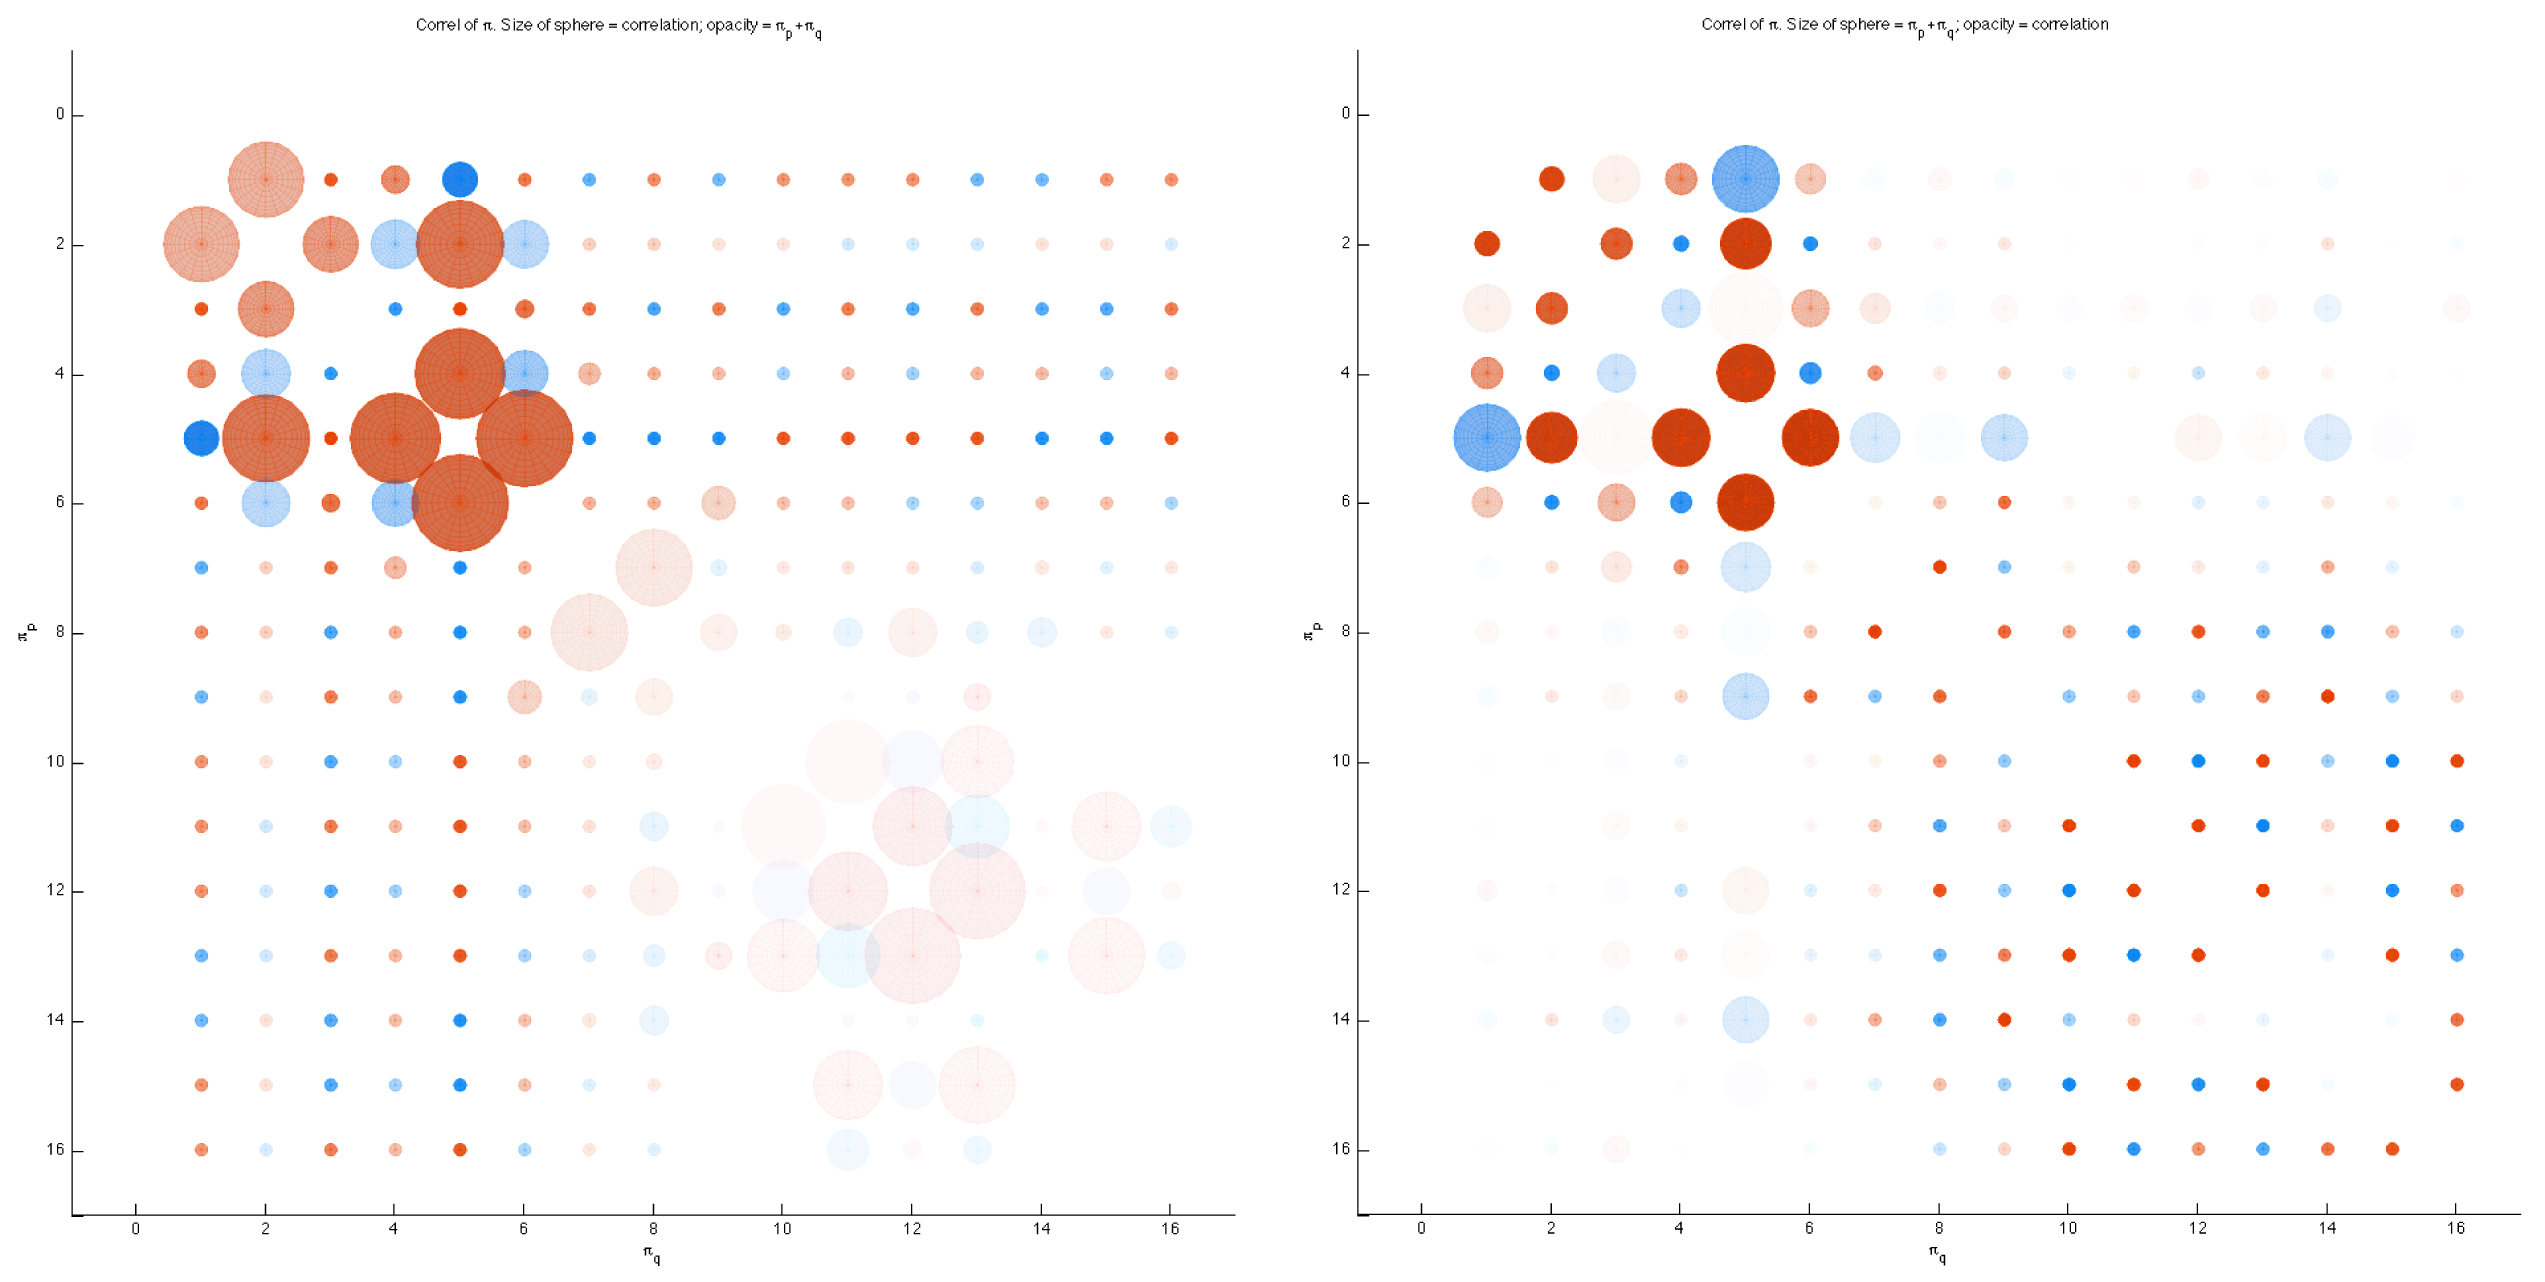 Correl of π. Size of sphere = correlation; opacity = πp+πq
Correl of π. Size of sphere = πp+πq; opacity = correlation
0
2
4
6
8
10
12
14
16
πp
0 2 4 6 8 10 12 14 16
πq
0
2
4
6
8
10
12
14
16
πp
0 2 4 6 8 10 12 14 16
πq